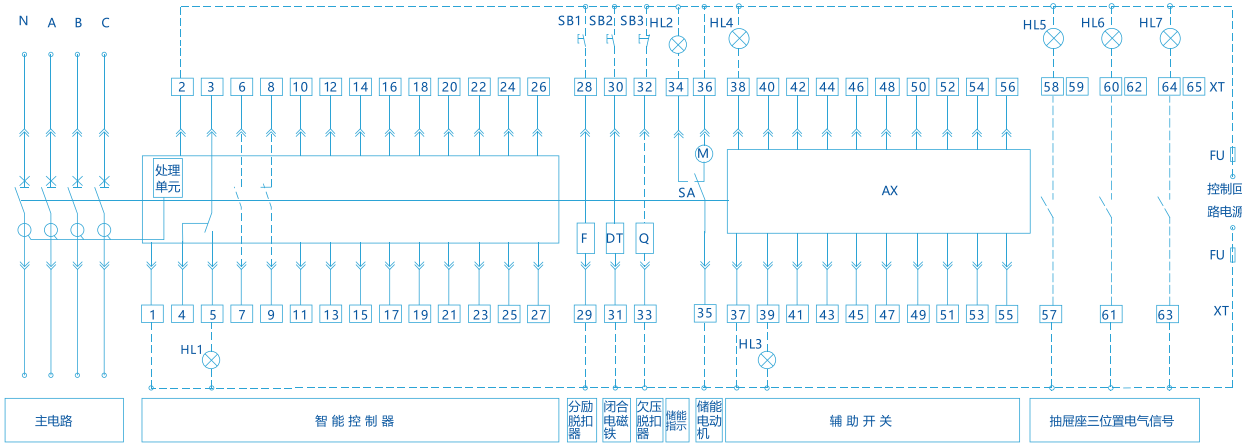 N A B C
SB1 SB2 SB3 HL2 HL4 HL5 HL6 HL7
2 3 6 8 10 12 14 16 18 20 22 24 26 28 30 32 34 36 38 40 42 44 46 48 50 52 54 56 58 59 60 62 64 65 XT
M
FU
处理
单元
SA
AX
控制回
路电源
F DT Q
FU
1 4 5 7 9 11 13 15 17 19 21 23 25 27 29 31 33 35 37 39 41 43 45 47 49 51 53 55 57 61 63 XT
HL1 HL3
主电路
智能控制器
分励
脱扣
器
闭合
电磁
铁
欠压
脱扣
器
储能
指示
储能
电动
机
辅助开关
抽屉座三位置电气信号